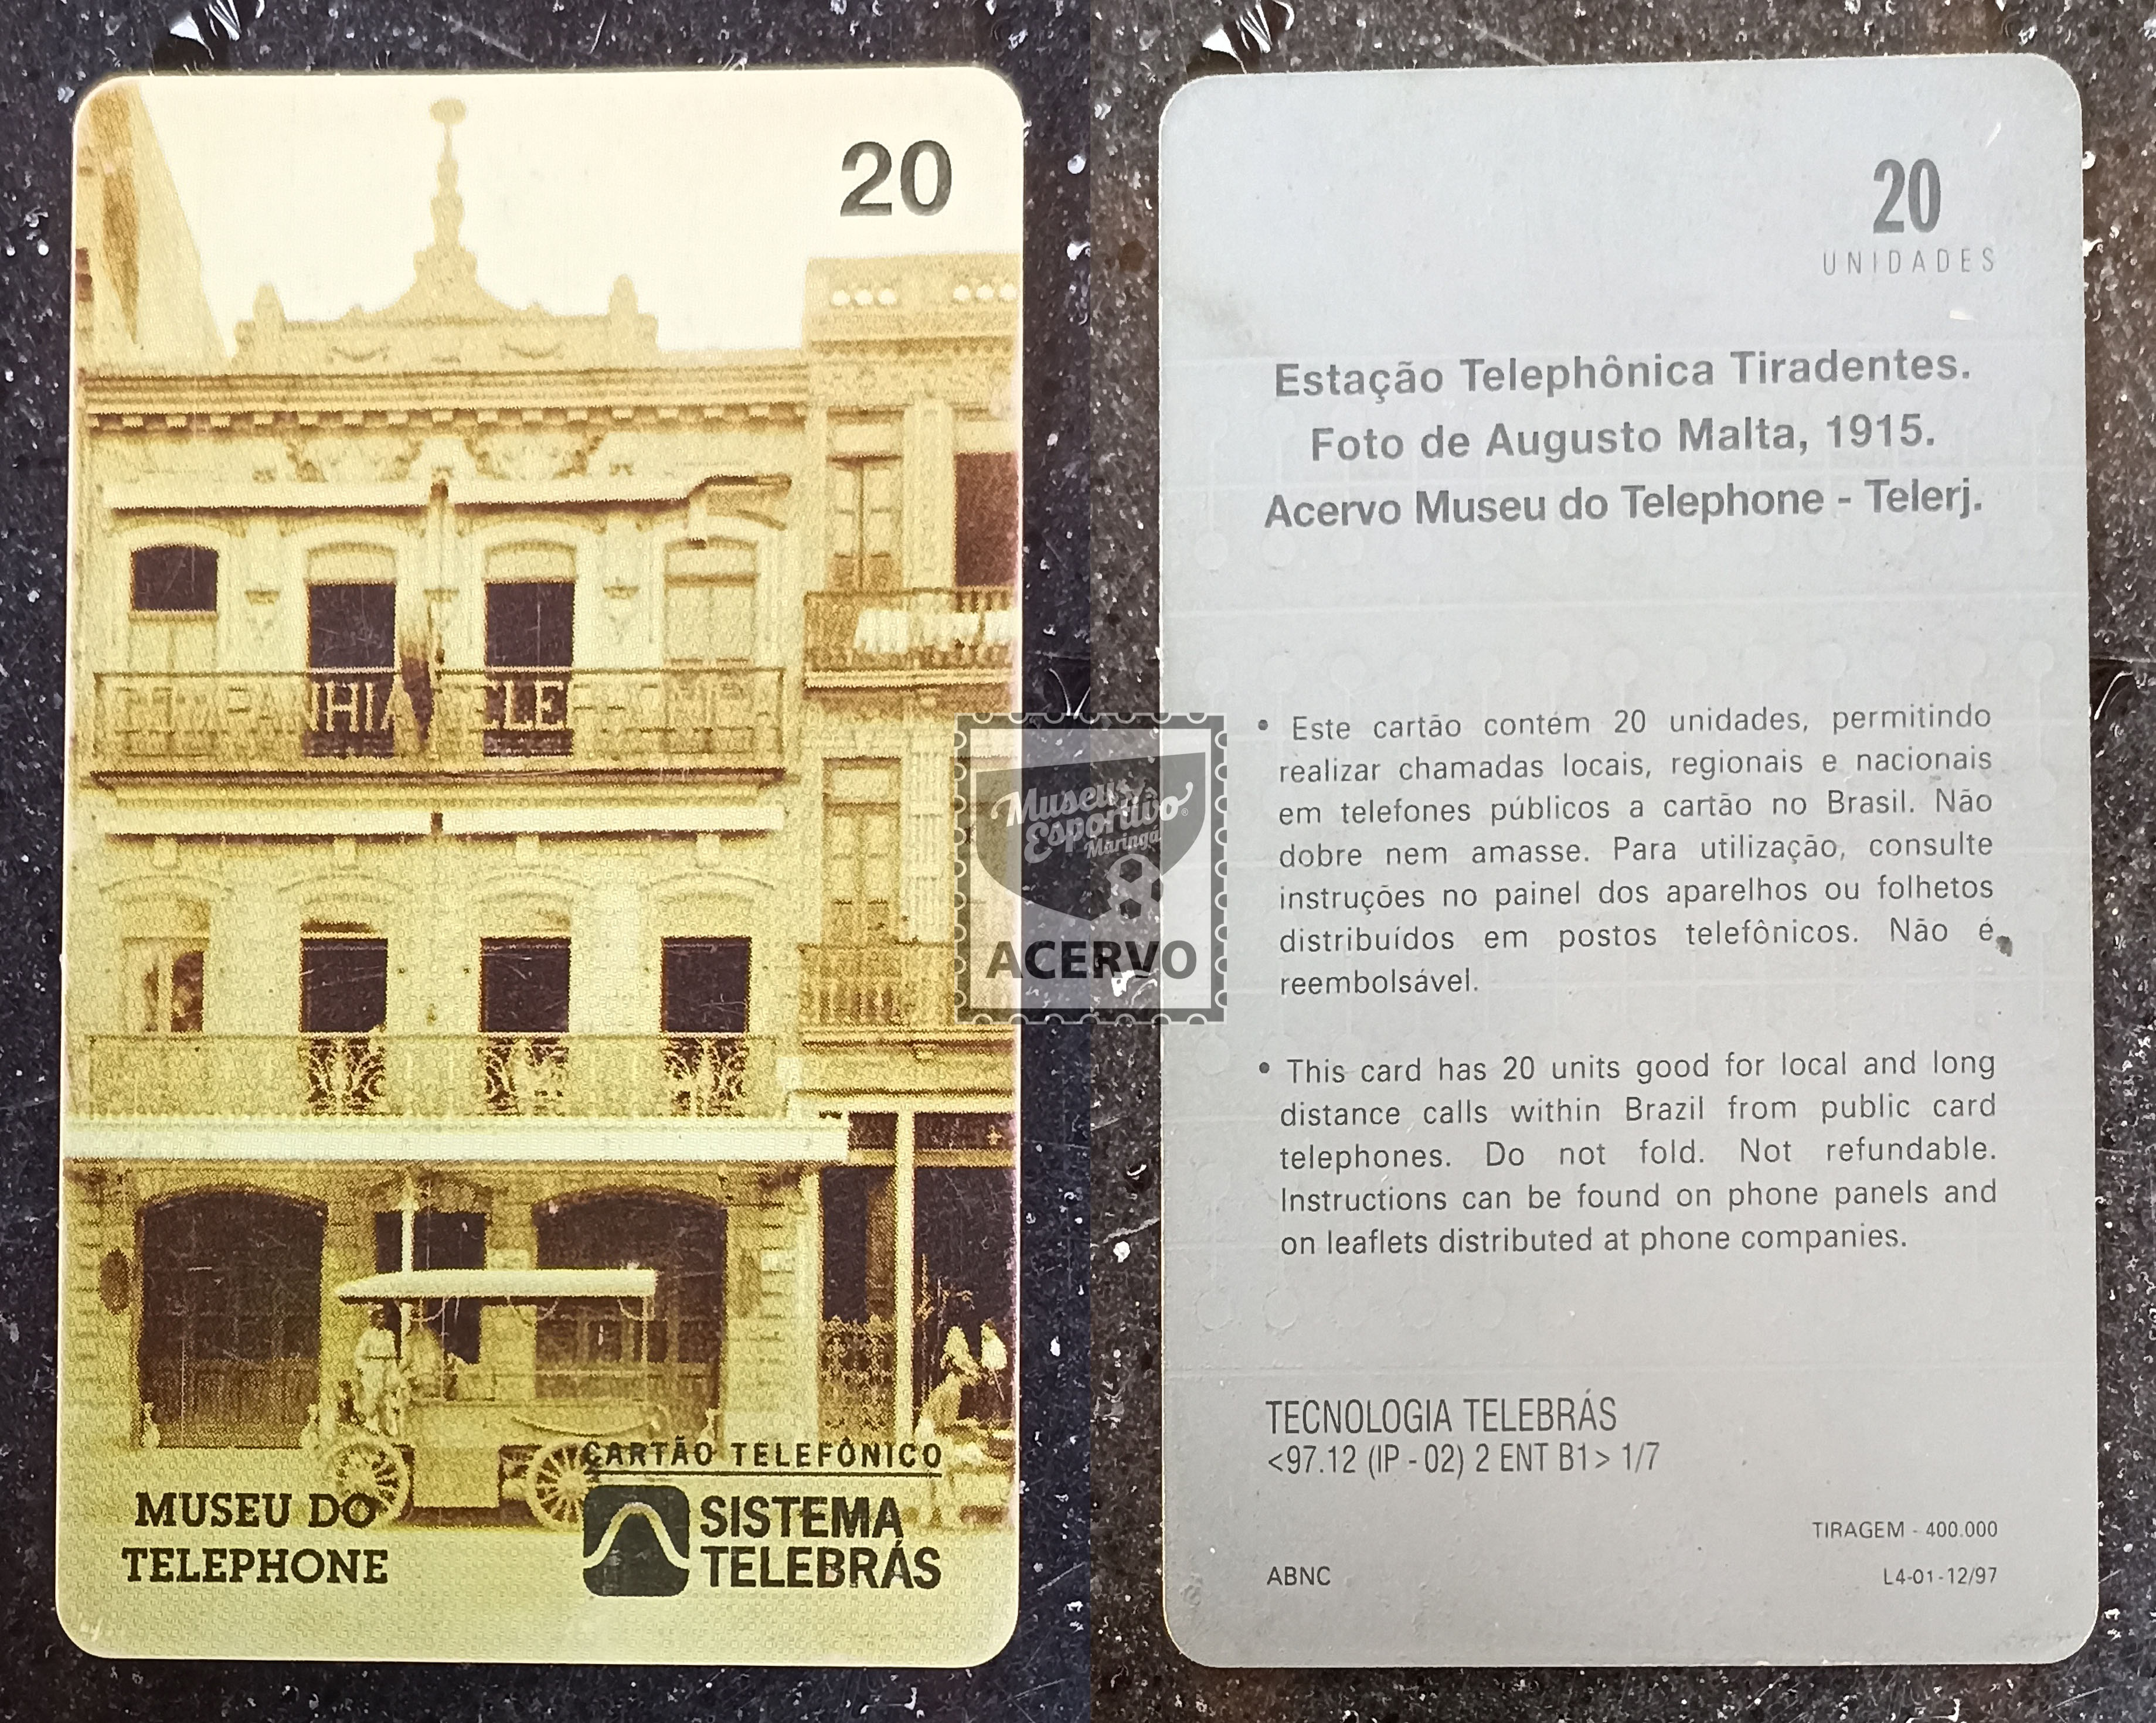 20
COMPANHIA TELE
CARTÃO TELEFÔNICO
MUSEU DO
TELEPHONE
SISTEMA
TELEBRÁS
Museu
Esportivo
Maringá
ACERVO
20
UNIDADES
Estação Telephônica Tiradentes.
Foto de Augusto Malta, 1915.
Acervo Museu do Telephone - Telerj.
• Este cartão contém 20 unidades, permitindo
realizar chamadas locais, regionais e nacionais
em telefones públicos a cartão no Brasil. Não
dobre nem amasse. Para utilização, consulte
instruções no painel dos aparelhos ou folhetos
distribuídos em postos telefônicos. Não é
reembolsável.
• This card has 20 units good for local and long
distance calls within Brazil from public card
telephones. Do not fold. Not refundable.
Instructions can be found on phone panels and
on leaflets distributed at phone companies.
TECNOLOGIA TELEBRÁS
<97.12 (IP - 02) 2 ENT B1> 1/7
TIRAGEM - 400.000
ABNC
L4-01-12/97